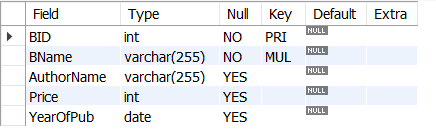 Field Type Null Key Default Extra
BID int NO PRI NULL
BName varchar(255) NO MUL NULL
AuthorName varchar(255) YES NULL
Price int YES NULL
YearOfPub date YES NULL